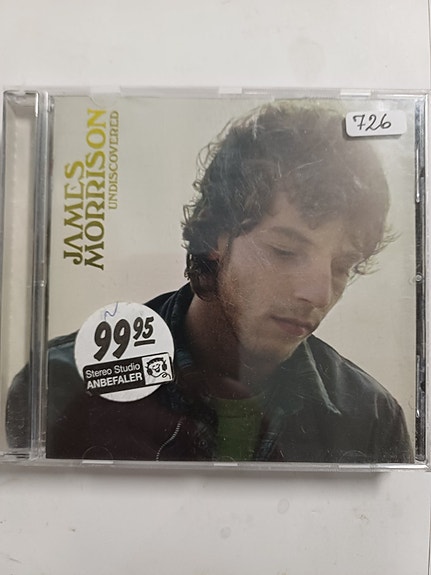 726
JAMES
MORRISON
UNDISCOVERED
99 95
Stereo Studio
ANBEFALER